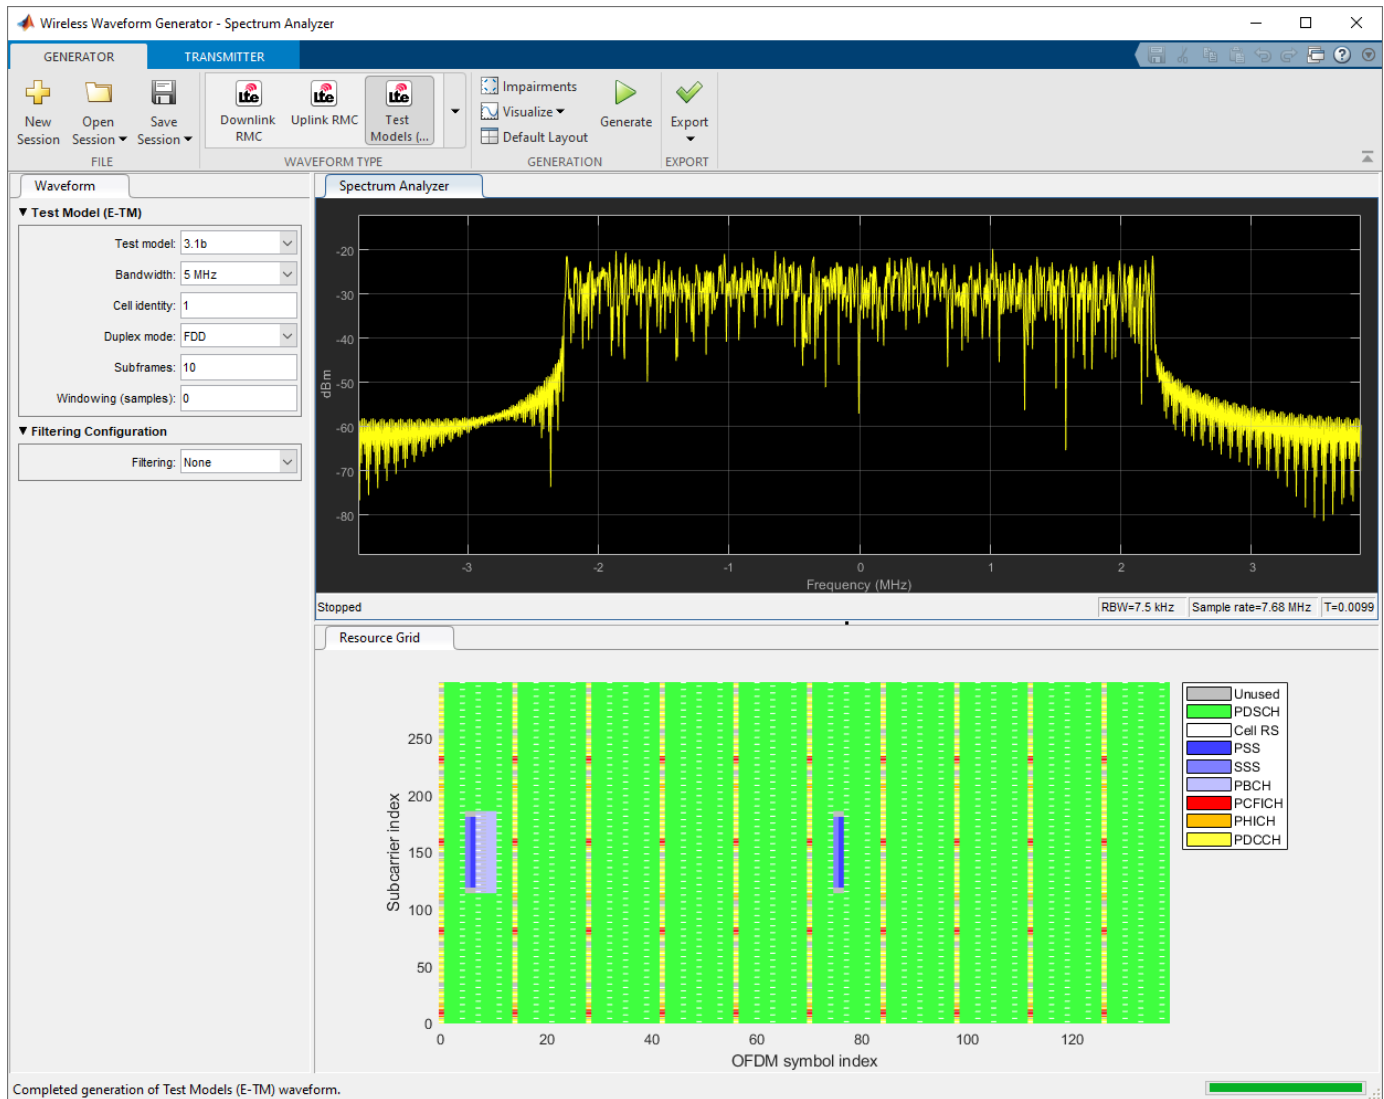 Wireless Waveform Generator - Spectrum Analyzer
GENERATOR
TRANSMITTER
New Session
Open Session
Save Session
FILE
lte Downlink RMC
lte Uplink RMC
lte Test Models (...
WAVEFORM TYPE
Impairments
Visualize
Default Layout
Generate
GENERATION
Export
EXPORT
Waveform
Test Model (E-TM)
Test model: 3.1b
Bandwidth: 5 MHz
Cell identity: 1
Duplex mode: FDD
Subframes: 10
Windowing (samples): 0
Filtering Configuration
Filtering: None
Spectrum Analyzer
-20
-30
-40
-50
-60
-70
-80
dBm
-3 -2 -1 0 1 2 3
Frequency (MHz)
Stopped
RBW=7.5 kHz Sample rate=7.68 MHz T=0.0099
Resource Grid
250
200
150
100
50
0
Subcarrier index
0 20 40 60 80 100 120
OFDM symbol index
Unused
PDSCH
Cell RS
PSS
SSS
PBCH
PCFICH
PHICH
PDCCH
Completed generation of Test Models (E-TM) waveform.